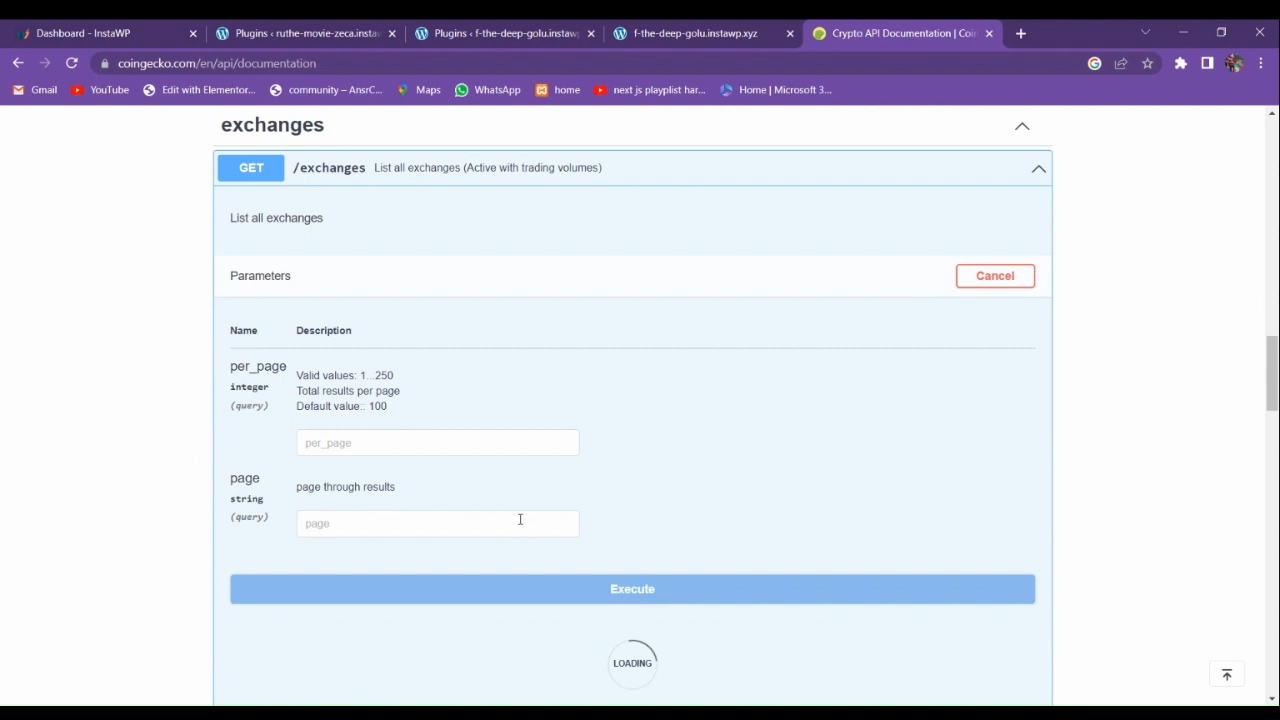 Dashboard - InstaWP
Plugins ‹ ruthe-movie-zeca.instaw
Plugins ‹ f-the-deep-golu.instawp
f-the-deep-golu.instawp.xyz
Crypto API Documentation | Coin
coingecko.com/en/api/documentation
Gmail
YouTube
Edit with Elementor...
community – AnsrC...
Maps
WhatsApp
home
next js playlist har...
Home | Microsoft 3...
exchanges
GET /exchanges List all exchanges (Active with trading volumes)
List all exchanges
Parameters
Cancel
Name Description
per_page
integer
(query)
Valid values: 1...250
Total results per page
Default value:: 100
per_page
page
string
(query)
page through results
page
Execute
LOADING